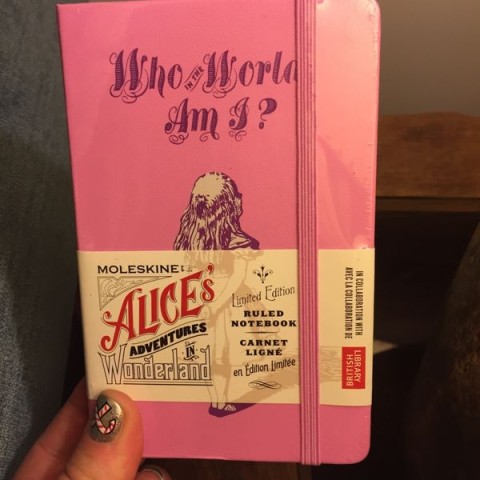 Who IN THE World
Am I?
MOLESKINE
ALICE'S
ADVENTURES
IN
Wonderland
Limited Edition
RULED
NOTEBOOK
CARNET
LIGNÉ
en Édition Limitée
IN COLLABORATION WITH
AVEC LA COLLABORATION DE
BRITISH
LIBRARY